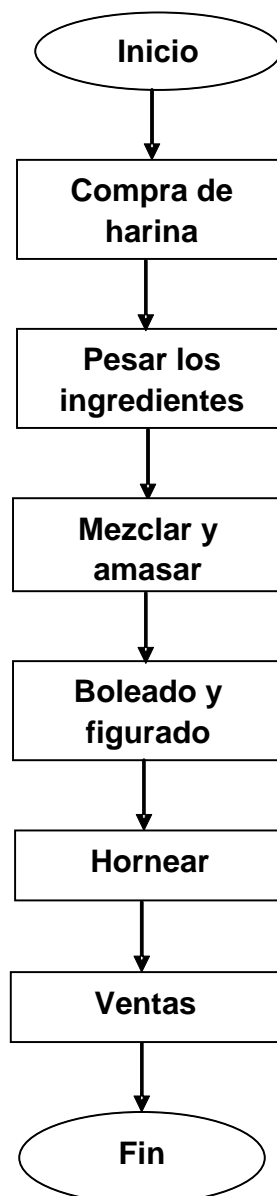 Inicio
Compra de
harina
Pesar los
ingredientes
Mezclar y
amasar
Boleado y
figurado
Hornear
Ventas
Fin